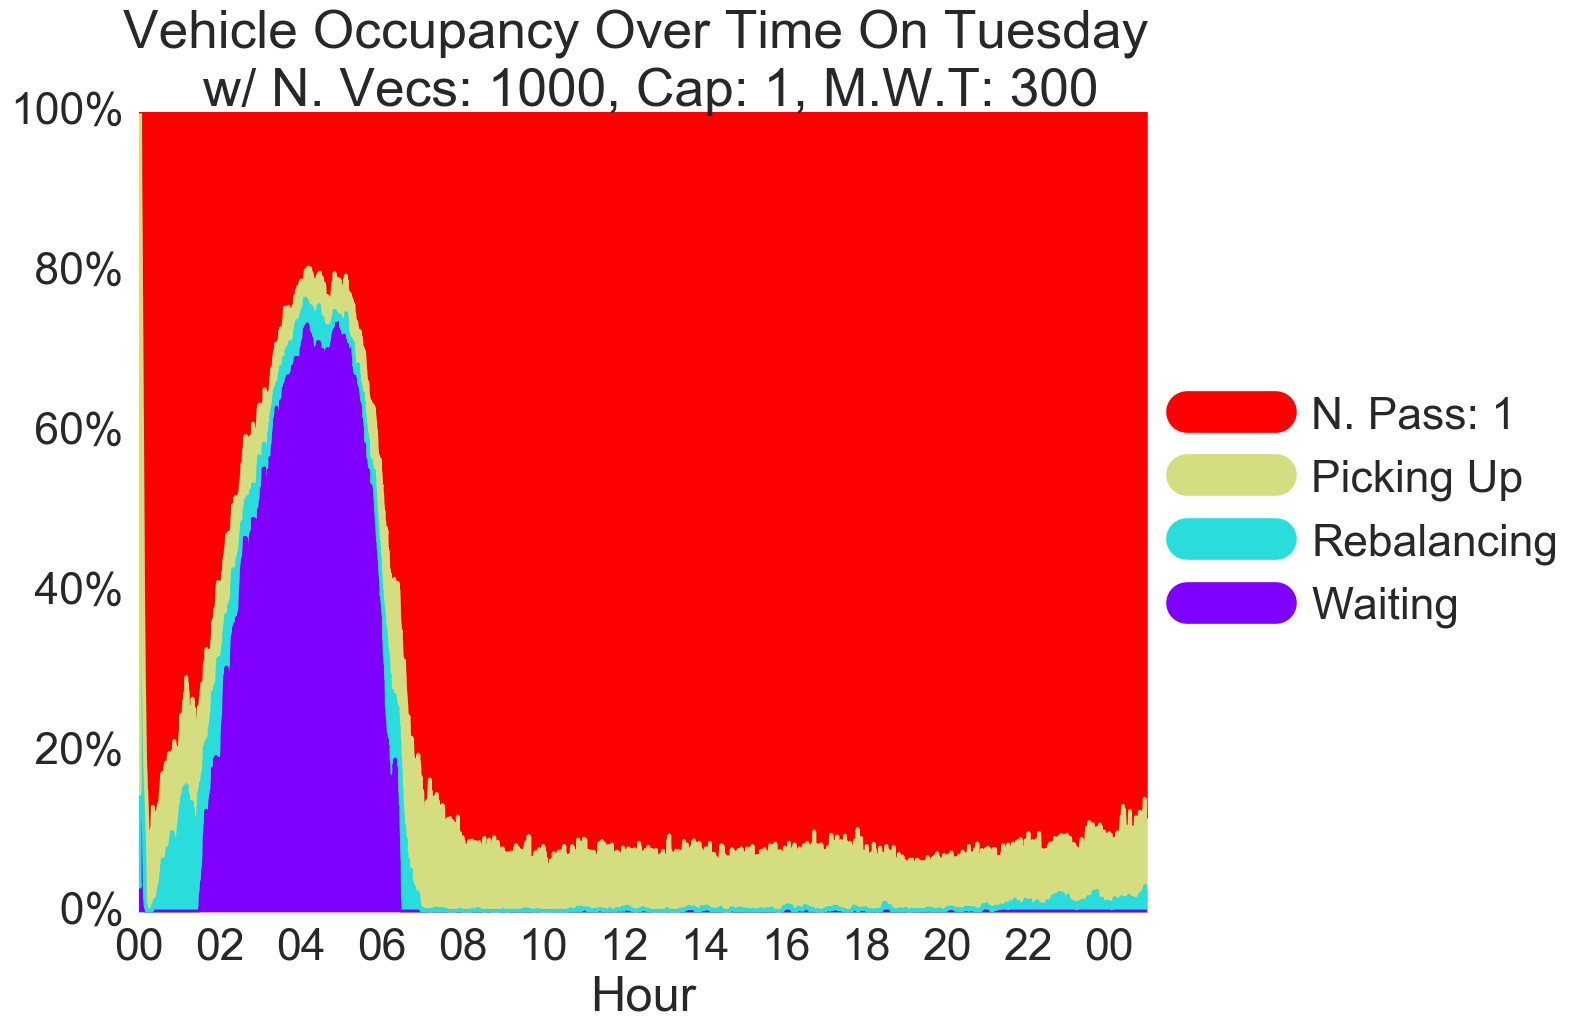 Vehicle Occupancy Over Time On Tuesday
w/ N. Vecs: 1000, Cap: 1, M.W.T: 300
100%
80%
60%
40%
20%
0%
00 02 04 06 08 10 12 14 16 18 20 22 00
Hour
N. Pass: 1
Picking Up
Rebalancing
Waiting